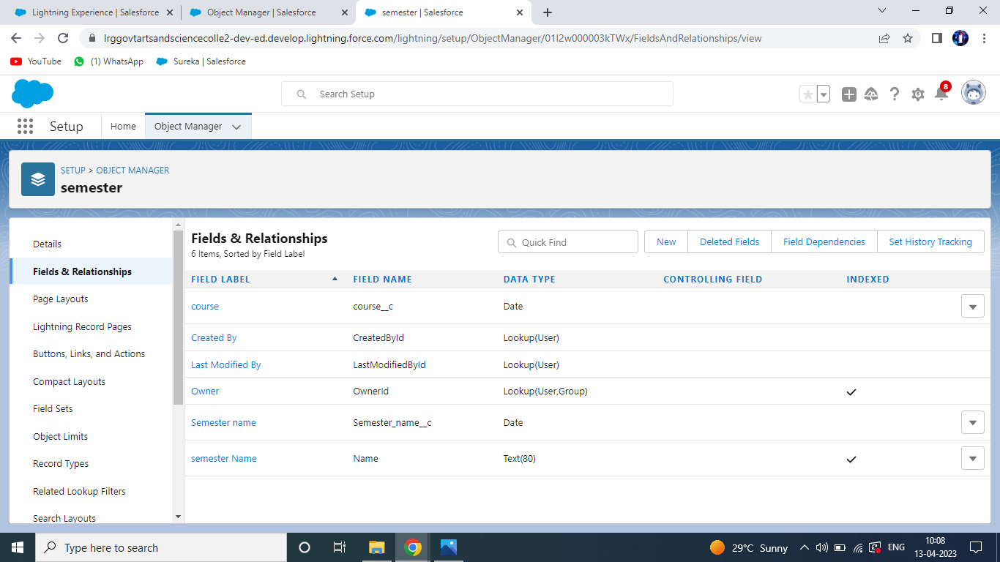 Lightning Experience | Salesforce
Object Manager | Salesforce
semester | Salesforce
lrggovtartsandsciencecolle2-dev-ed.develop.lightning.force.com/lightning/setup/ObjectManager/01I2w000003kTWx/FieldsAndRelationships/view
YouTube
(1) WhatsApp
Sureka | Salesforce
Search Setup
8
Setup
Home
Object Manager
SETUP > OBJECT MANAGER
semester
Details
Fields & Relationships
Page Layouts
Lightning Record Pages
Buttons, Links, and Actions
Compact Layouts
Field Sets
Object Limits
Record Types
Related Lookup Filters
Search Layouts
Fields & Relationships
6 Items, Sorted by Field Label
Quick Find
New
Deleted Fields
Field Dependencies
Set History Tracking
FIELD LABEL FIELD NAME DATA TYPE CONTROLLING FIELD INDEXED
course course__c Date
Created By CreatedById Lookup(User)
Last Modified By LastModifiedById Lookup(User)
Owner OwnerId Lookup(User,Group)
Semester name Semester_name__c Date
semester Name Name Text(80)
Type here to search
29°C Sunny
ENG
10:08
13-04-2023